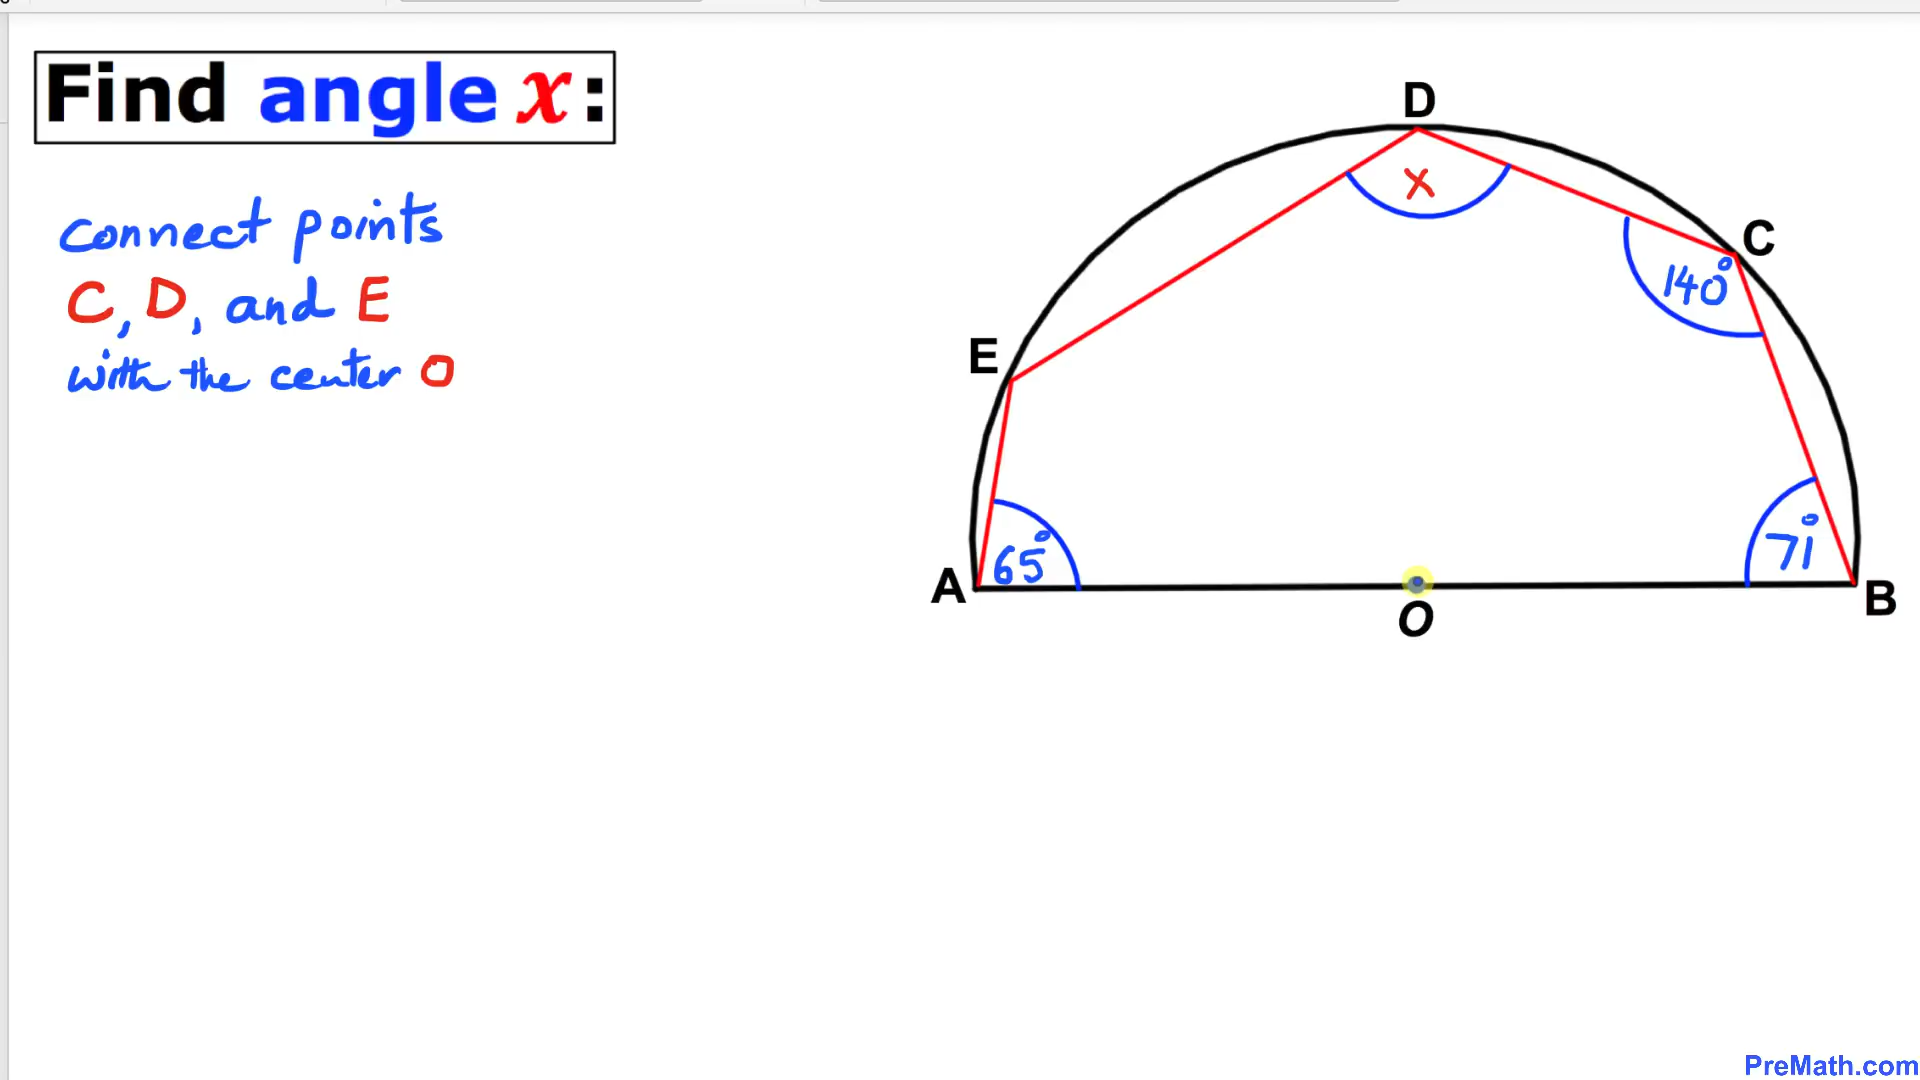 Find angle x:
connect points
C, D, and E
with the center O
D
x
C
140°
E
65°
71°
A
B
O
PreMath.com